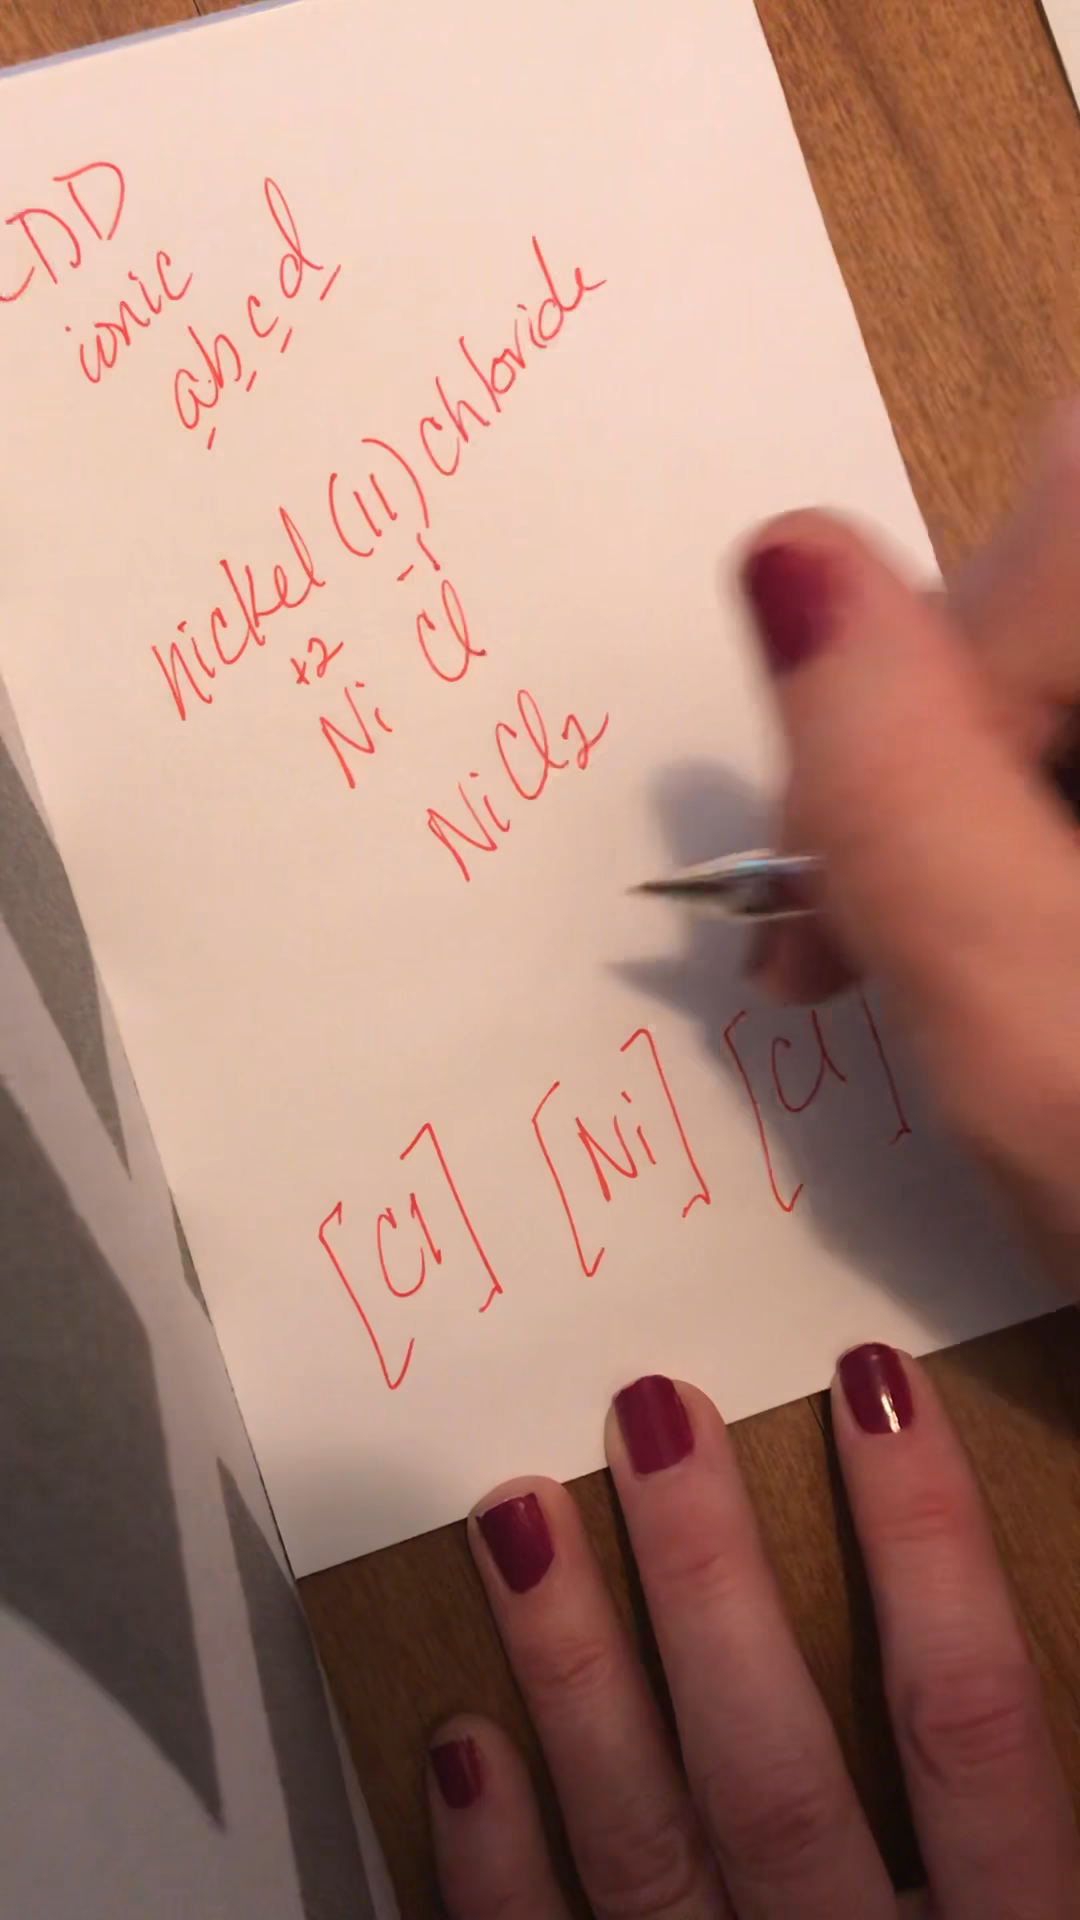 CDD
ionic
abcd
nickel (II) chloride
+2 -1
Ni Cl
NiCl2
[Cl] [Ni] [Cl]